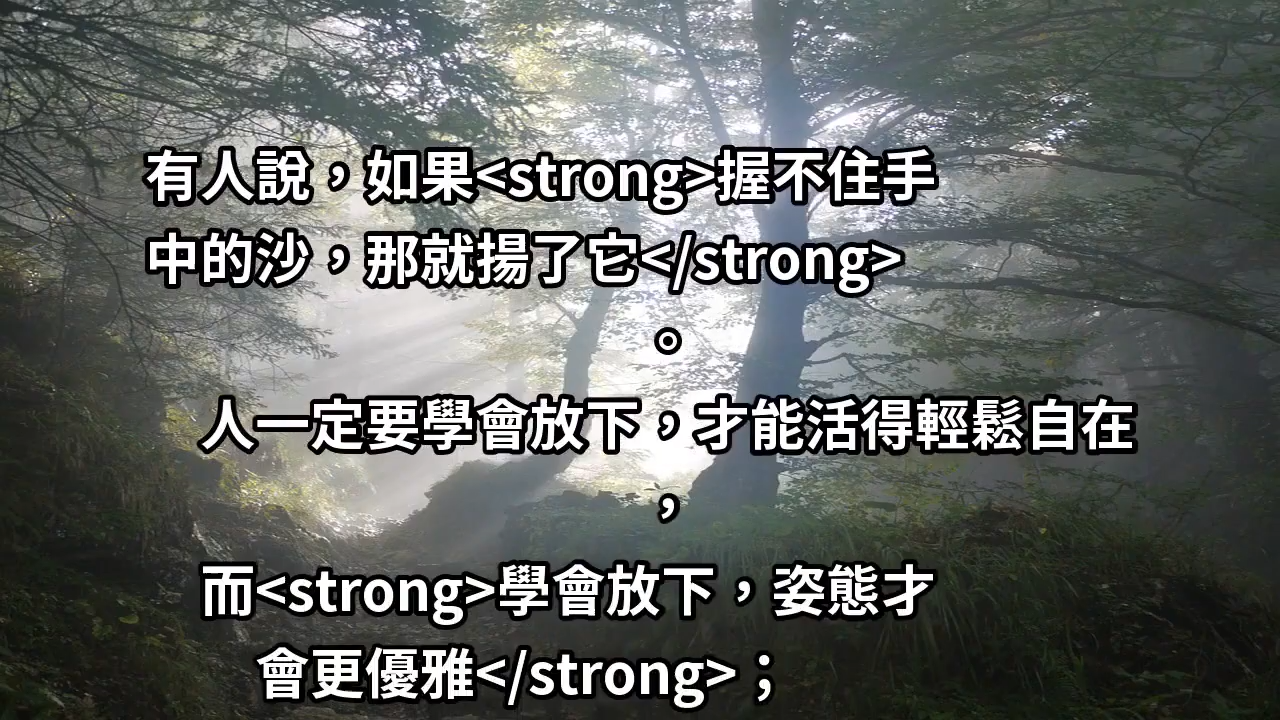 有人說，如果<strong>握不住手
中的沙，那就揚了它</strong>
。
人一定要學會放下，才能活得輕鬆自在
，
而<strong>學會放下，姿態才
會更優雅</strong>；